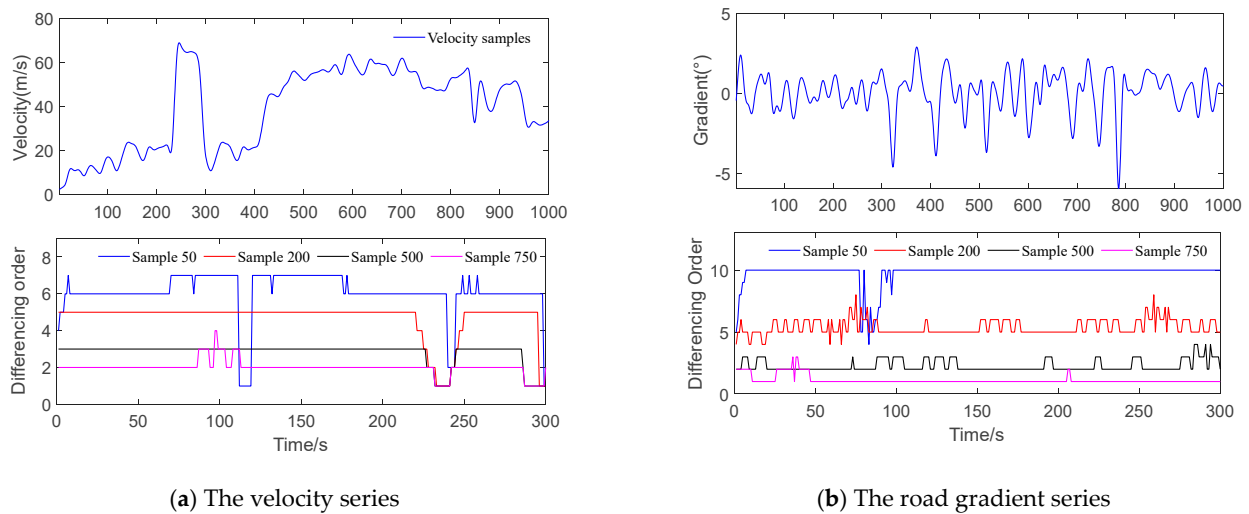 80
60
40
20
0
Velocity(m/s)
Velocity samples
100 200 300 400 500 600 700 800 900 1000
8
6
4
2
0
Differencing order
Sample 50 Sample 200 Sample 500 Sample 750
0 50 100 150 200 250 300
Time/s
(a) The velocity series
5
0
-5
Gradient(°)
100 200 300 400 500 600 700 800 900 1000
10
5
0
Differencing Order
Sample 50 Sample 200 Sample 500 Sample 750
0 50 100 150 200 250 300
Time/s
(b) The road gradient series